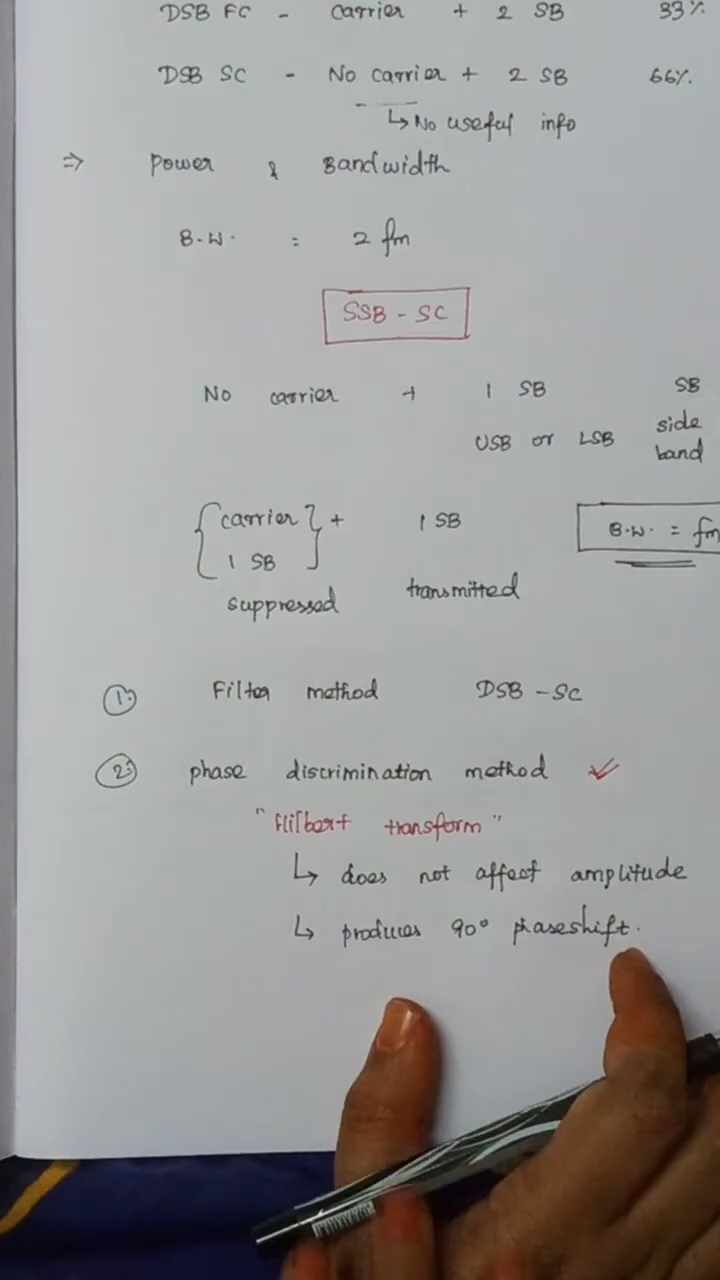 DSB FC - carrier + 2 SB 33%
DSB SC - No carrier + 2 SB 66%
↳ No useful info
⇒ power & Bandwidth
B.W. = 2 fm
SSB - SC
No carrier + 1 SB SB
USB or LSB side
band
{ carrier } + 1 SB B.W. = fm
1 SB
suppressed transmitted
1. Filter method DSB - SC
2. phase discrimination method ✓
"Hilbert transform"
↳ does not affect amplitude
↳ produces 90° phaseshift.